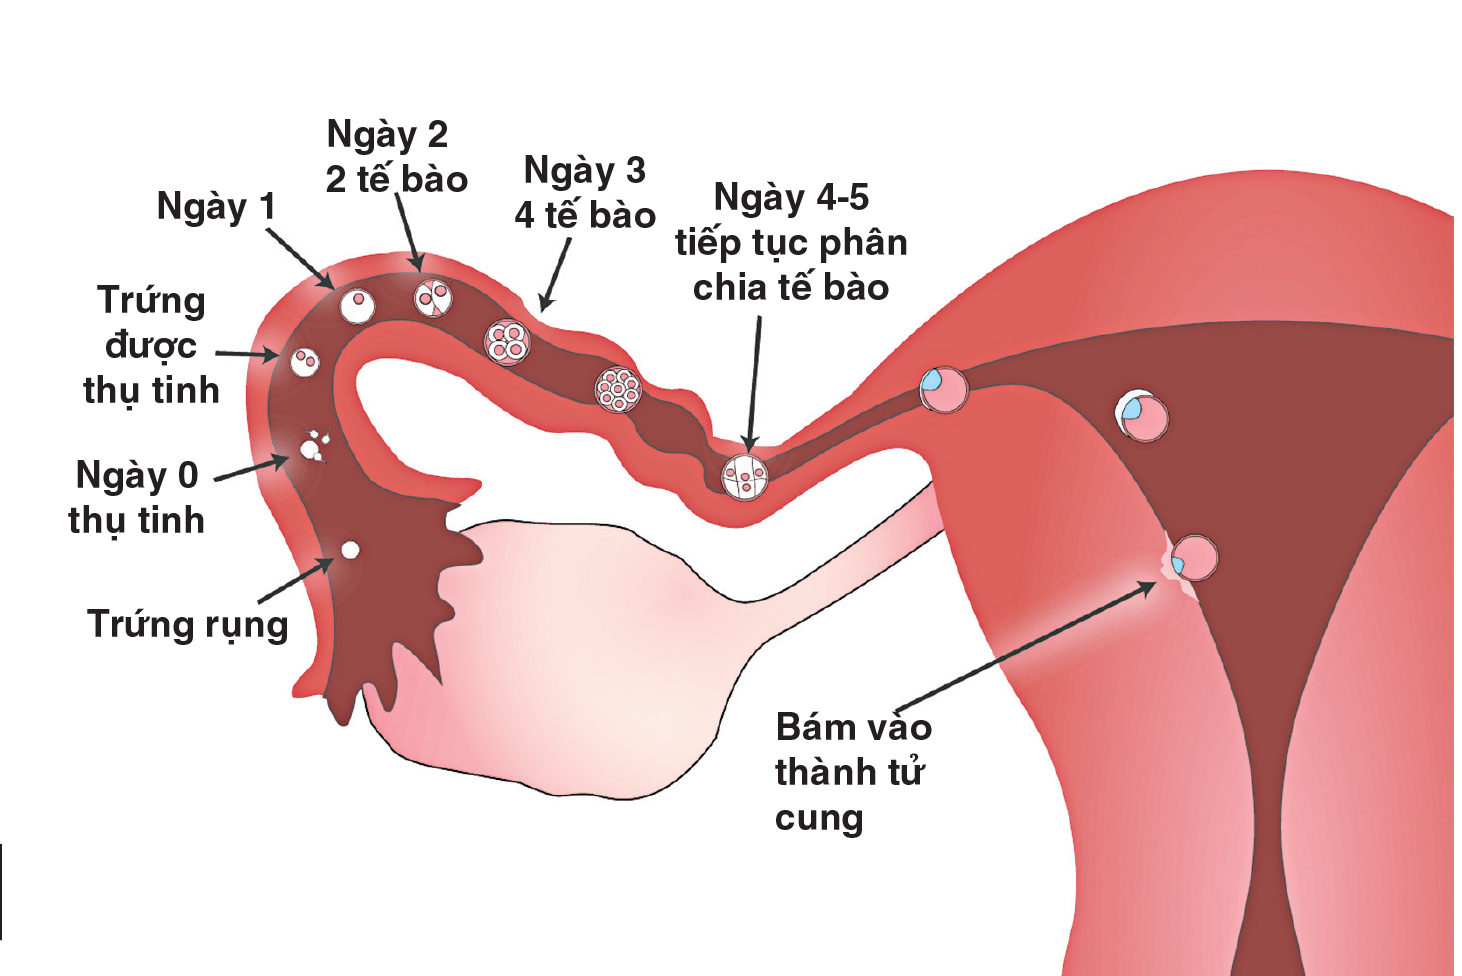 Ngày 2
2 tế bào
Ngày 3
4 tế bào
Ngày 1
Ngày 4-5
tiếp tục phân
chia tế bào
Trứng
được
thụ tinh
Ngày 0
thụ tinh
Trứng rụng
Bám vào
thành tử
cung